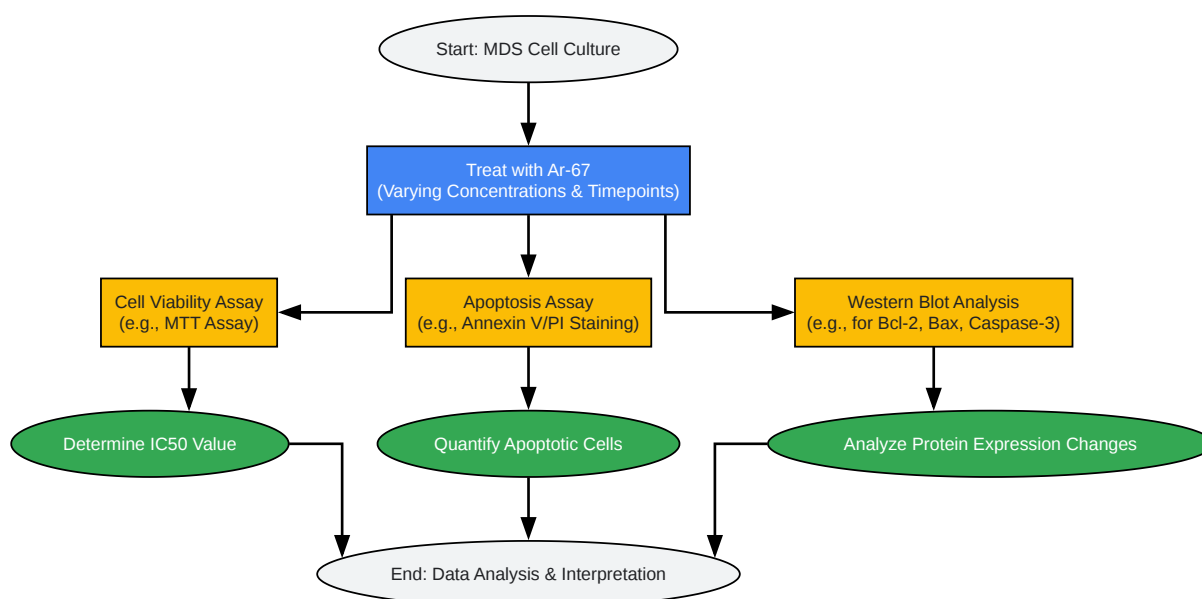 Start: MDS Cell Culture
Treat with Ar-67
(Varying Concentrations & Timepoints)
Cell Viability Assay
(e.g., MTT Assay)
Apoptosis Assay
(e.g., Annexin V/PI Staining)
Western Blot Analysis
(e.g., for Bcl-2, Bax, Caspase-3)
Determine IC50 Value
Quantify Apoptotic Cells
Analyze Protein Expression Changes
End: Data Analysis & Interpretation